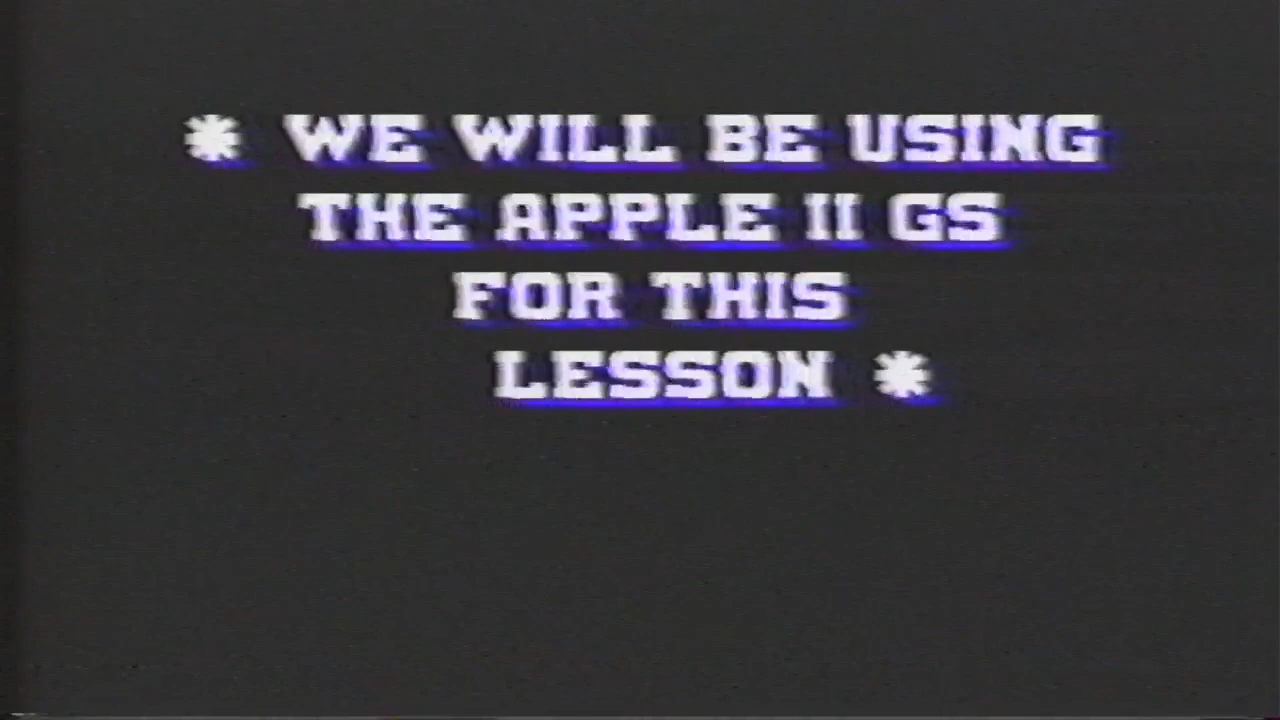 * WE WILL BE USING
THE APPLE II GS
FOR THIS
LESSON *